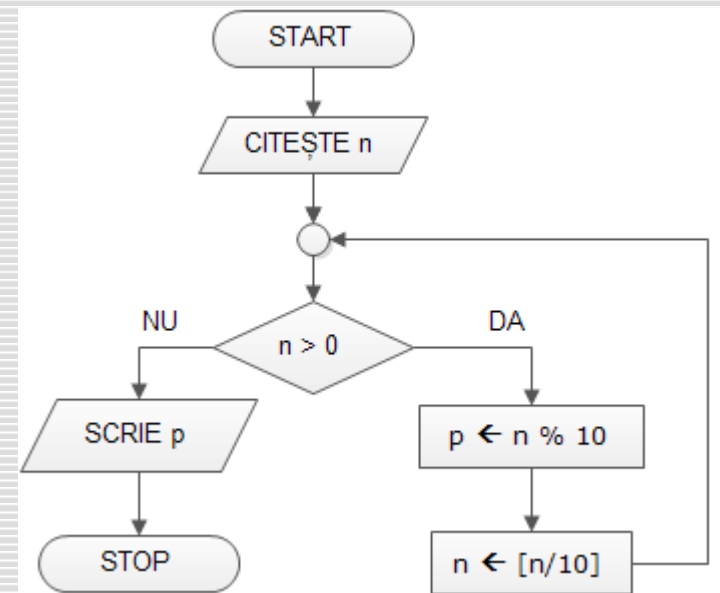 START
CITEȘTE n
n > 0
NU
DA
SCRIE p
p ← n % 10
STOP
n ← [n/10]